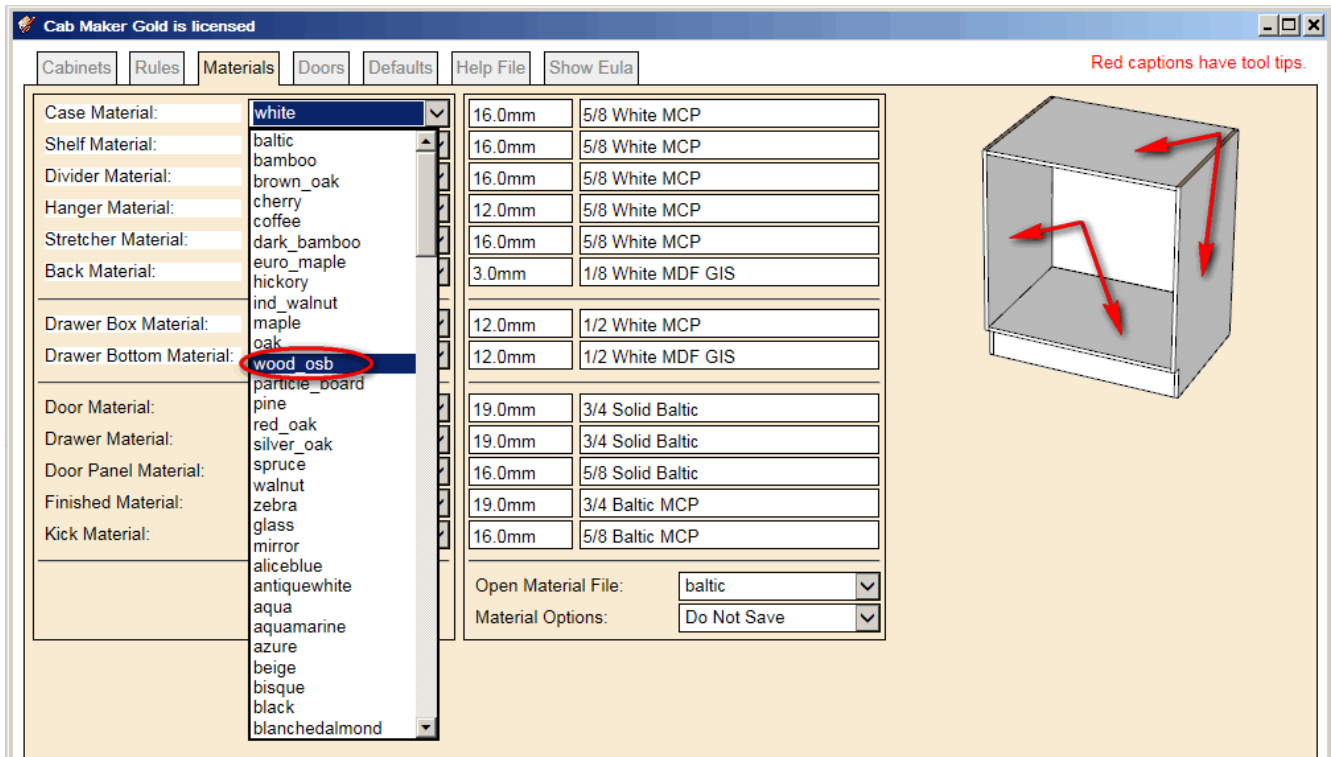 Cab Maker Gold is licensed
Cabinets Rules Materials Doors Defaults Help File Show Eula
Red captions have tool tips.
Case Material: white 16.0mm 5/8 White MCP
Shelf Material: 16.0mm 5/8 White MCP
Divider Material: 16.0mm 5/8 White MCP
Hanger Material: 12.0mm 5/8 White MCP
Stretcher Material: 16.0mm 5/8 White MCP
Back Material: 3.0mm 1/8 White MDF GIS
Drawer Box Material: 12.0mm 1/2 White MCP
Drawer Bottom Material: 12.0mm 1/2 White MDF GIS
Door Material: 19.0mm 3/4 Solid Baltic
Drawer Material: 19.0mm 3/4 Solid Baltic
Door Panel Material: 16.0mm 5/8 Solid Baltic
Finished Material: 19.0mm 3/4 Baltic MCP
Kick Material: 16.0mm 5/8 Baltic MCP
baltic
bamboo
brown_oak
cherry
coffee
dark_bamboo
euro_maple
hickory
ind_walnut
maple
oak
wood_osb
particle_board
pine
red_oak
silver_oak
spruce
walnut
zebra
glass
mirror
aliceblue
antiquewhite
aqua
aquamarine
azure
beige
bisque
black
blanchedalmond
Open Material File: baltic
Material Options: Do Not Save